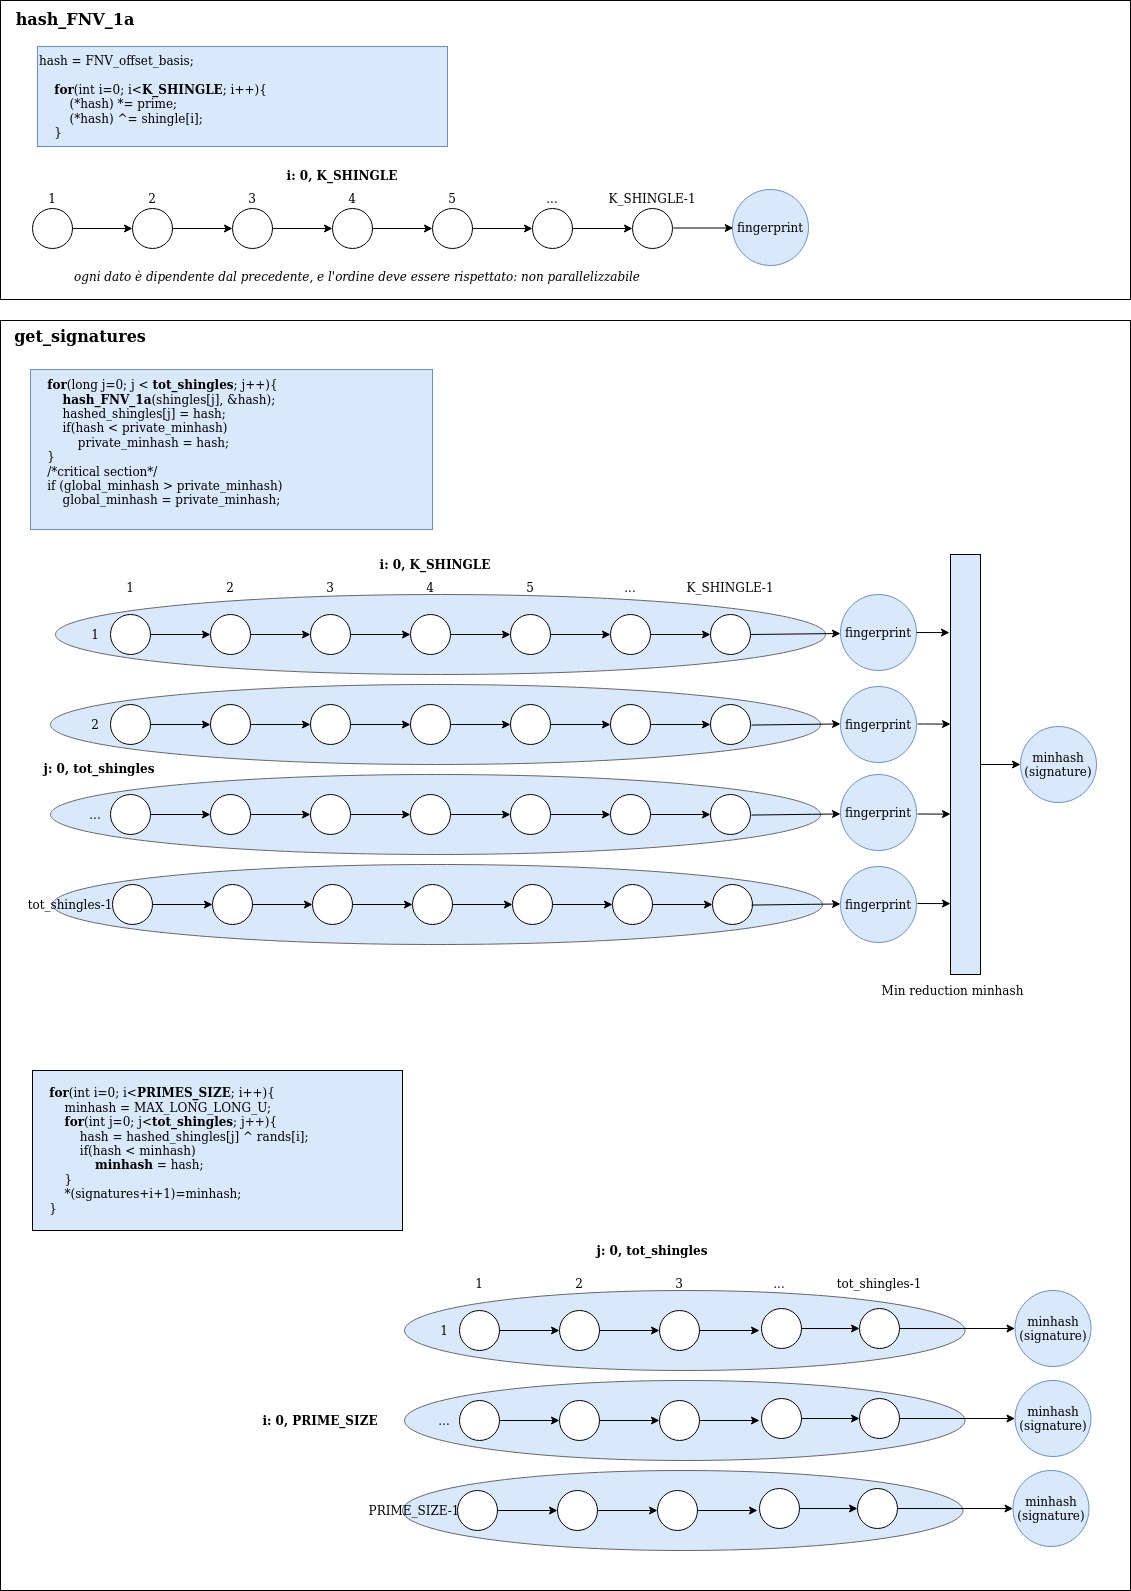 hash_FNV_1a
hash = FNV_offset_basis;
for(int i=0; i<K_SHINGLE; i++){
(*hash) *= prime;
(*hash) ^= shingle[i];
}
i: 0, K_SHINGLE
1 2 3 4 5 ... K_SHINGLE-1
fingerprint
ogni dato è dipendente dal precedente, e l'ordine deve essere rispettato: non parallelizzabile
get_signatures
for(long j=0; j < tot_shingles; j++){
hash_FNV_1a(shingles[j], &hash);
hashed_shingles[j] = hash;
if(hash < private_minhash)
private_minhash = hash;
}
/*critical section*/
if (global_minhash > private_minhash)
global_minhash = private_minhash;
i: 0, K_SHINGLE
1 2 3 4 5 ... K_SHINGLE-1
1 fingerprint
2 fingerprint
minhash
(signature)
j: 0, tot_shingles
... fingerprint
tot_shingles-1 fingerprint
Min reduction minhash
for(int i=0; i<PRIMES_SIZE; i++){
minhash = MAX_LONG_LONG_U;
for(int j=0; j<tot_shingles; j++){
hash = hashed_shingles[j] ^ rands[i];
if(hash < minhash)
minhash = hash;
}
*(signatures+i+1)=minhash;
}
j: 0, tot_shingles
1 2 3 ... tot_shingles-1
1
minhash
(signature)
i: 0, PRIME_SIZE
...
minhash
(signature)
PRIME_SIZE-1
minhash
(signature)